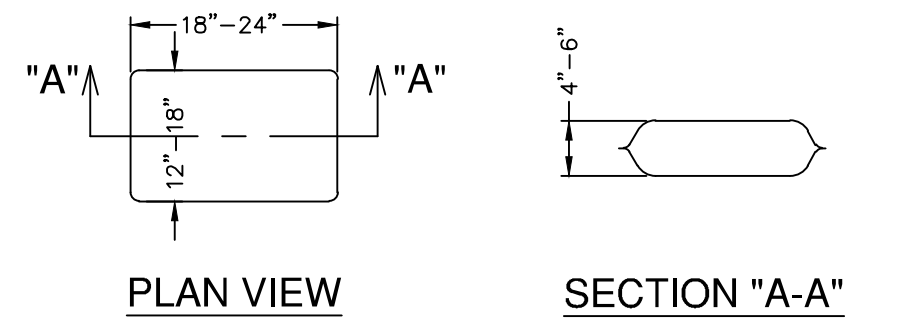 18"-24"
"A" "A"
12"-18"
4"-6"
PLAN VIEW
SECTION "A-A"